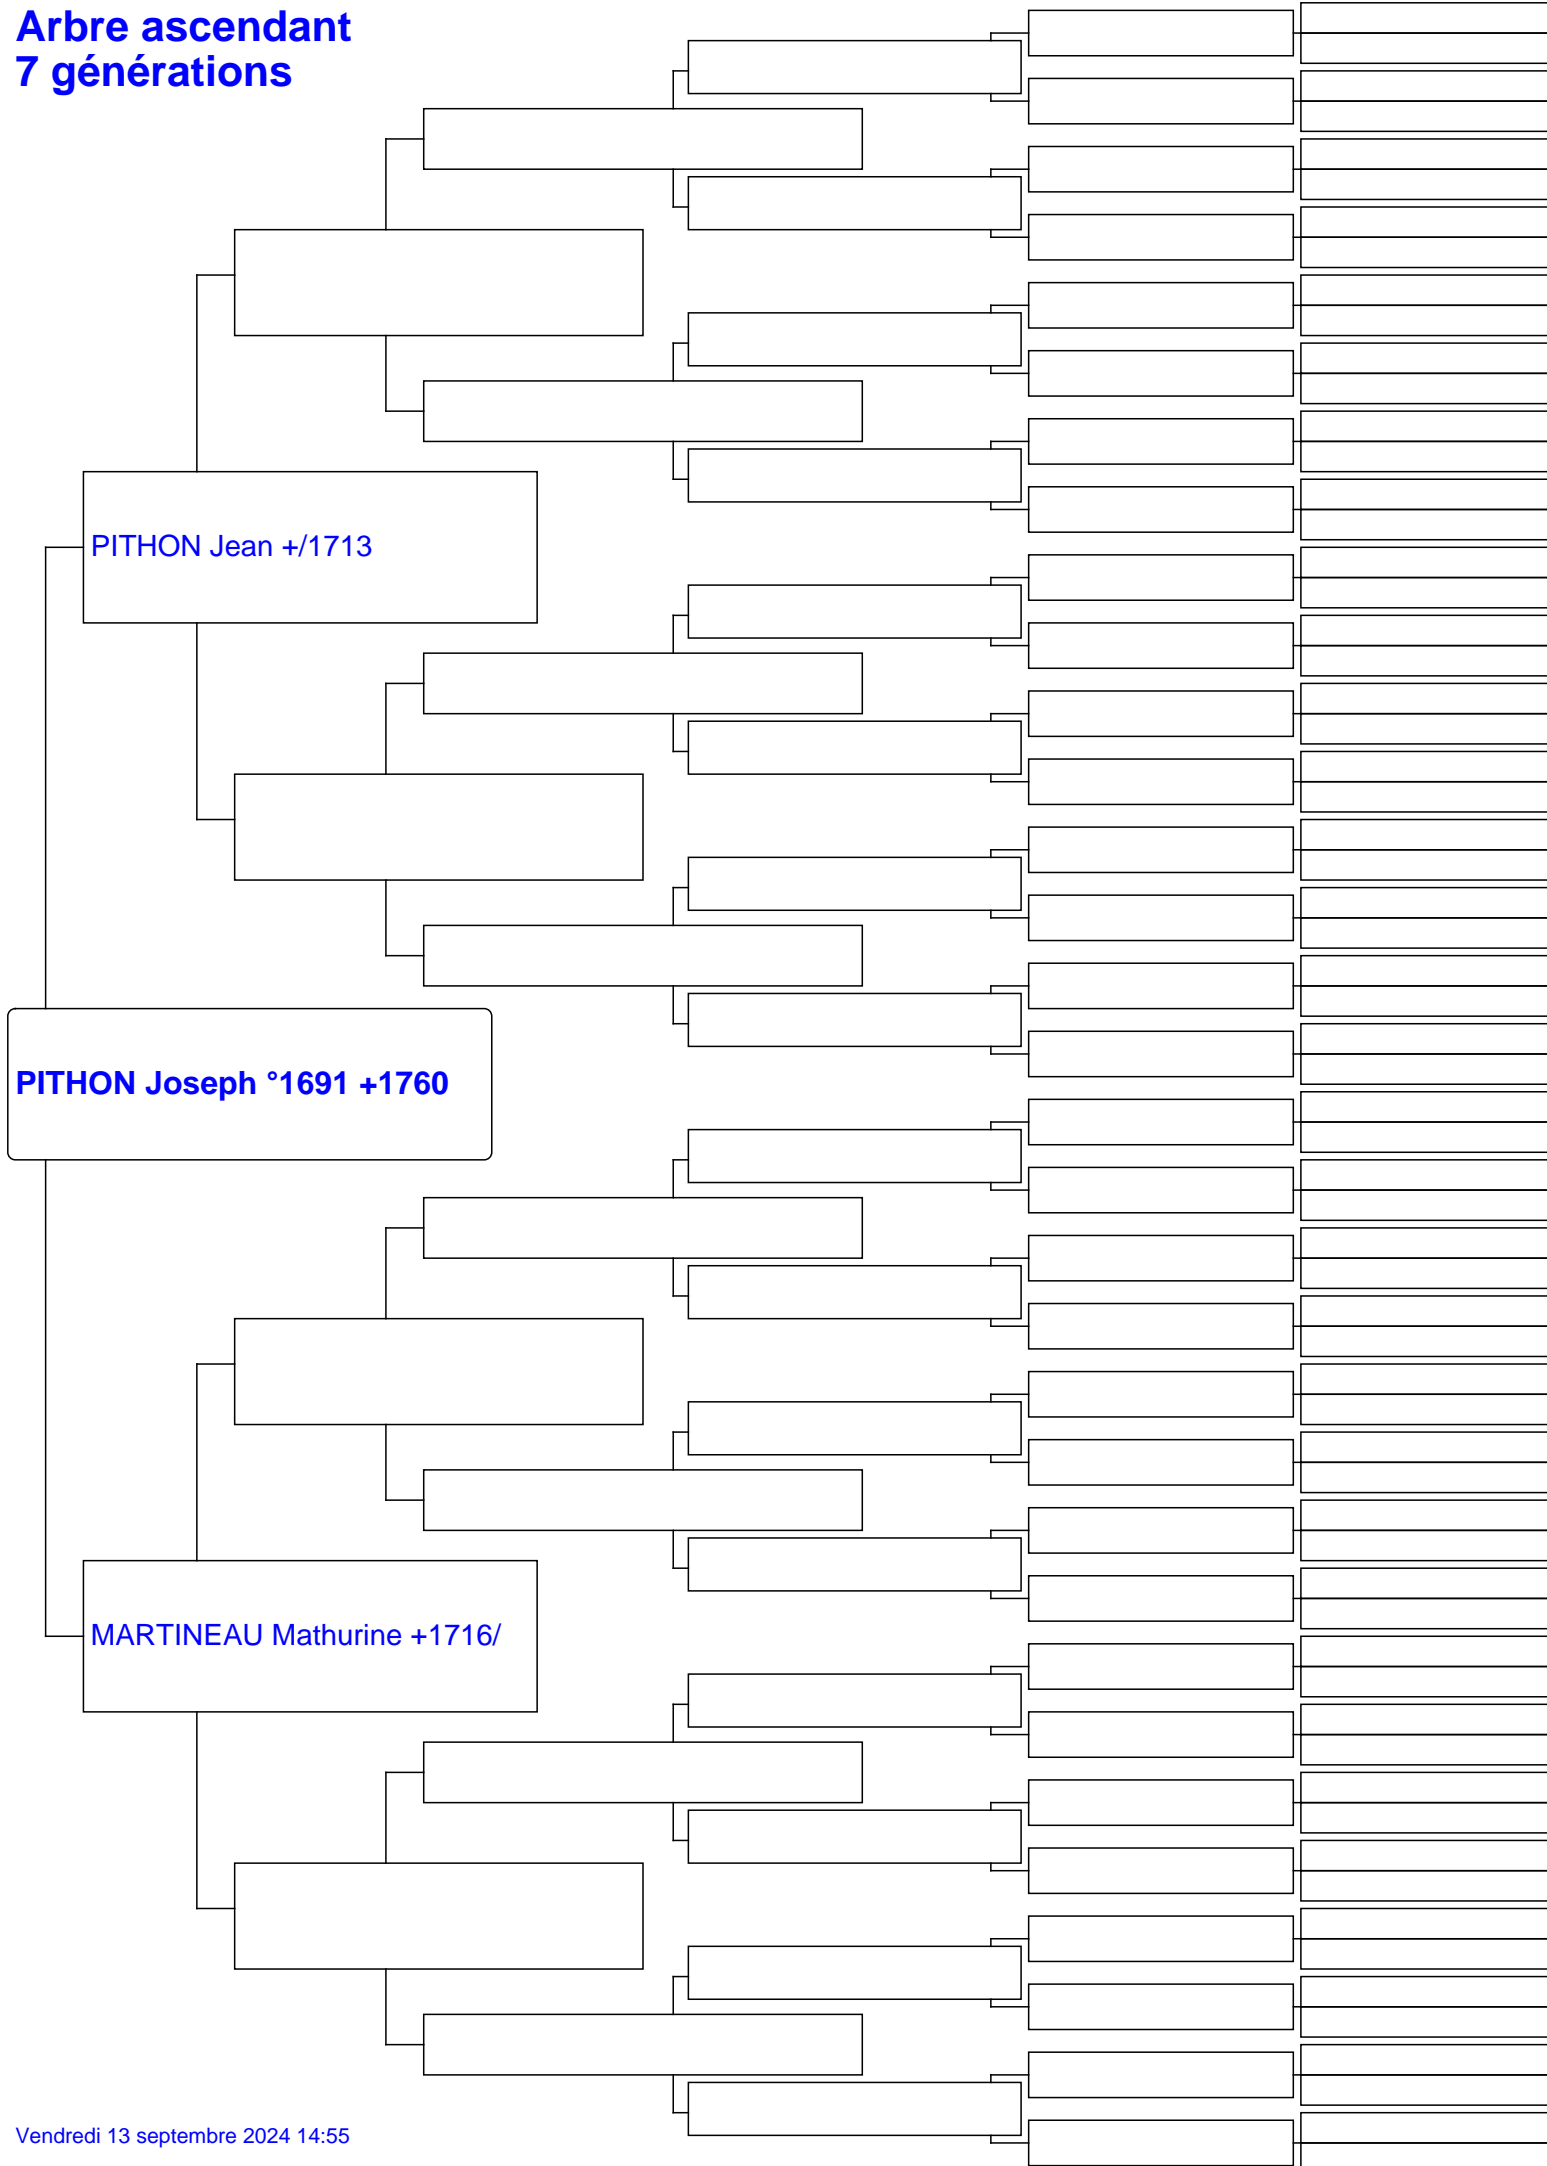 Arbre ascendant
7 générations
PITHON Jean +/1713
PITHON Joseph °1691 +1760
MARTINEAU Mathurine +1716/
Vendredi 13 septembre 2024 14:55